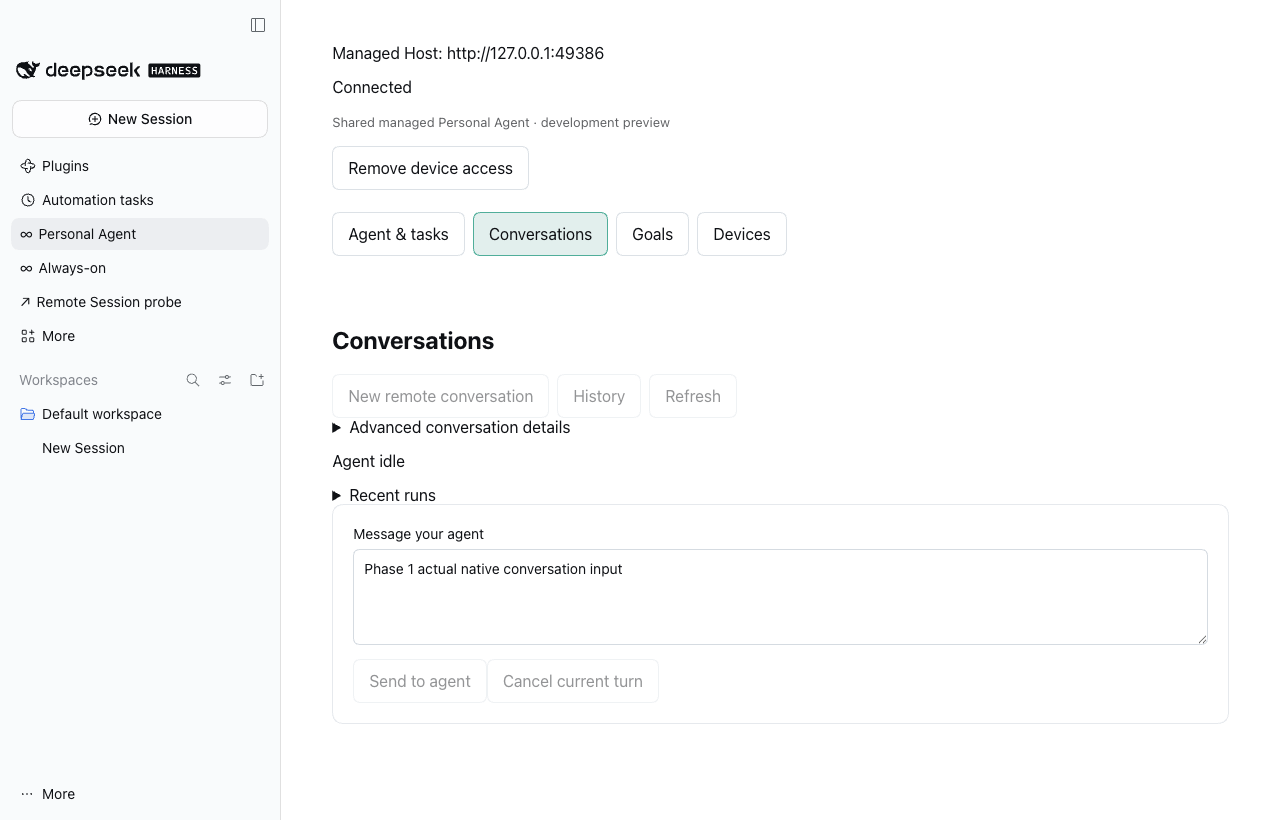 deepseek HARNESS
New Session
Plugins
Automation tasks
Personal Agent
Always-on
Remote Session probe
More
Workspaces
Default workspace
New Session
More
Managed Host: http://127.0.0.1:49386
Connected
Shared managed Personal Agent · development preview
Remove device access
Agent & tasks Conversations Goals Devices
Conversations
New remote conversation History Refresh
Advanced conversation details
Agent idle
Recent runs
Message your agent
Phase 1 actual native conversation input
Send to agent Cancel current turn